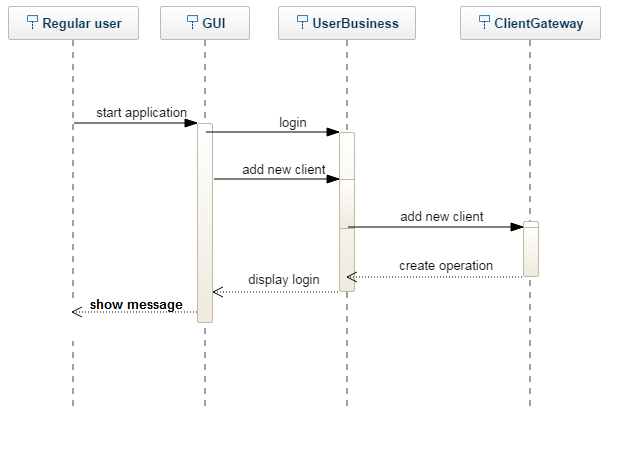 Regular user
GUI
UserBusiness
ClientGateway
start application
login
add new client
add new client
create operation
display login
show message